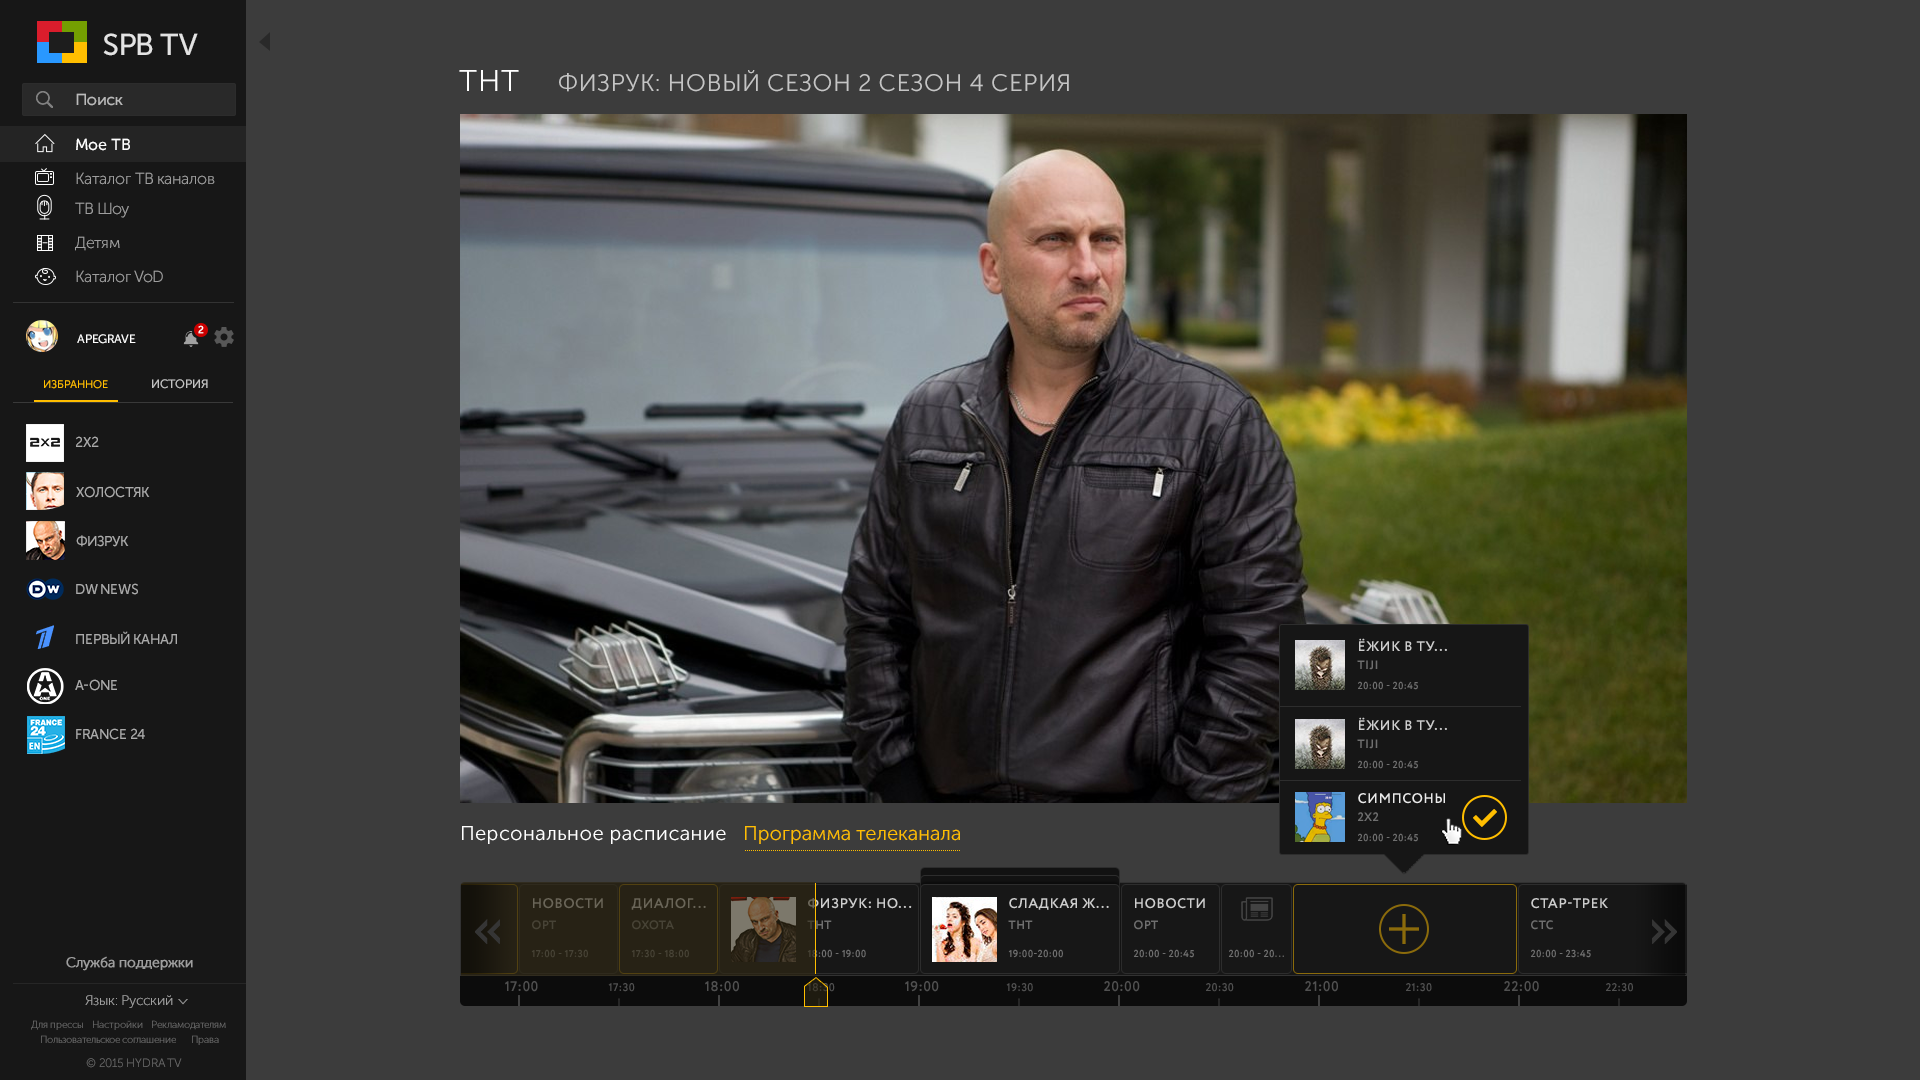 SPB TV
Поиск
Мое ТВ
Каталог ТВ каналов
ТВ Шоу
Детям
Каталог VoD
APEGRAVE
2
ИЗБРАННОЕ
ИСТОРИЯ
2×2
2X2
ХОЛОСТЯК
ФИЗРУК
DW
DW NEWS
ПЕРВЫЙ КАНАЛ
A ONE
A-ONE
FRANCE 24 EN
FRANCE 24
Служба поддержки
Язык: Русский
Для прессы Настройки Рекламодателям
Пользовательское соглашение Права
© 2015 HYDRA TV
ТНТ ФИЗРУК: НОВЫЙ СЕЗОН 2 СЕЗОН 4 СЕРИЯ
ЁЖИК В ТУ...
TIJI
20:00 - 20:45
ЁЖИК В ТУ...
TIJI
20:00 - 20:45
СИМПСОНЫ
2X2
20:00 - 20:45
Персональное расписание Программа телеканала
НОВОСТИ
ОРТ
17:00 - 17:30
ДИАЛОГ...
ОХОТА
17:30 - 18:00
ФИЗРУК: НО...
ТНТ
18:00 - 19:00
СЛАДКАЯ Ж...
ТНТ
19:00-20:00
НОВОСТИ
ОРТ
20:00 - 20:45
20:00 - 20...
СТАР-ТРЕК
СТС
20:00 - 23:45
17:00 17:30 18:00 18:30 19:00 19:30 20:00 20:30 21:00 21:30 22:00 22:30